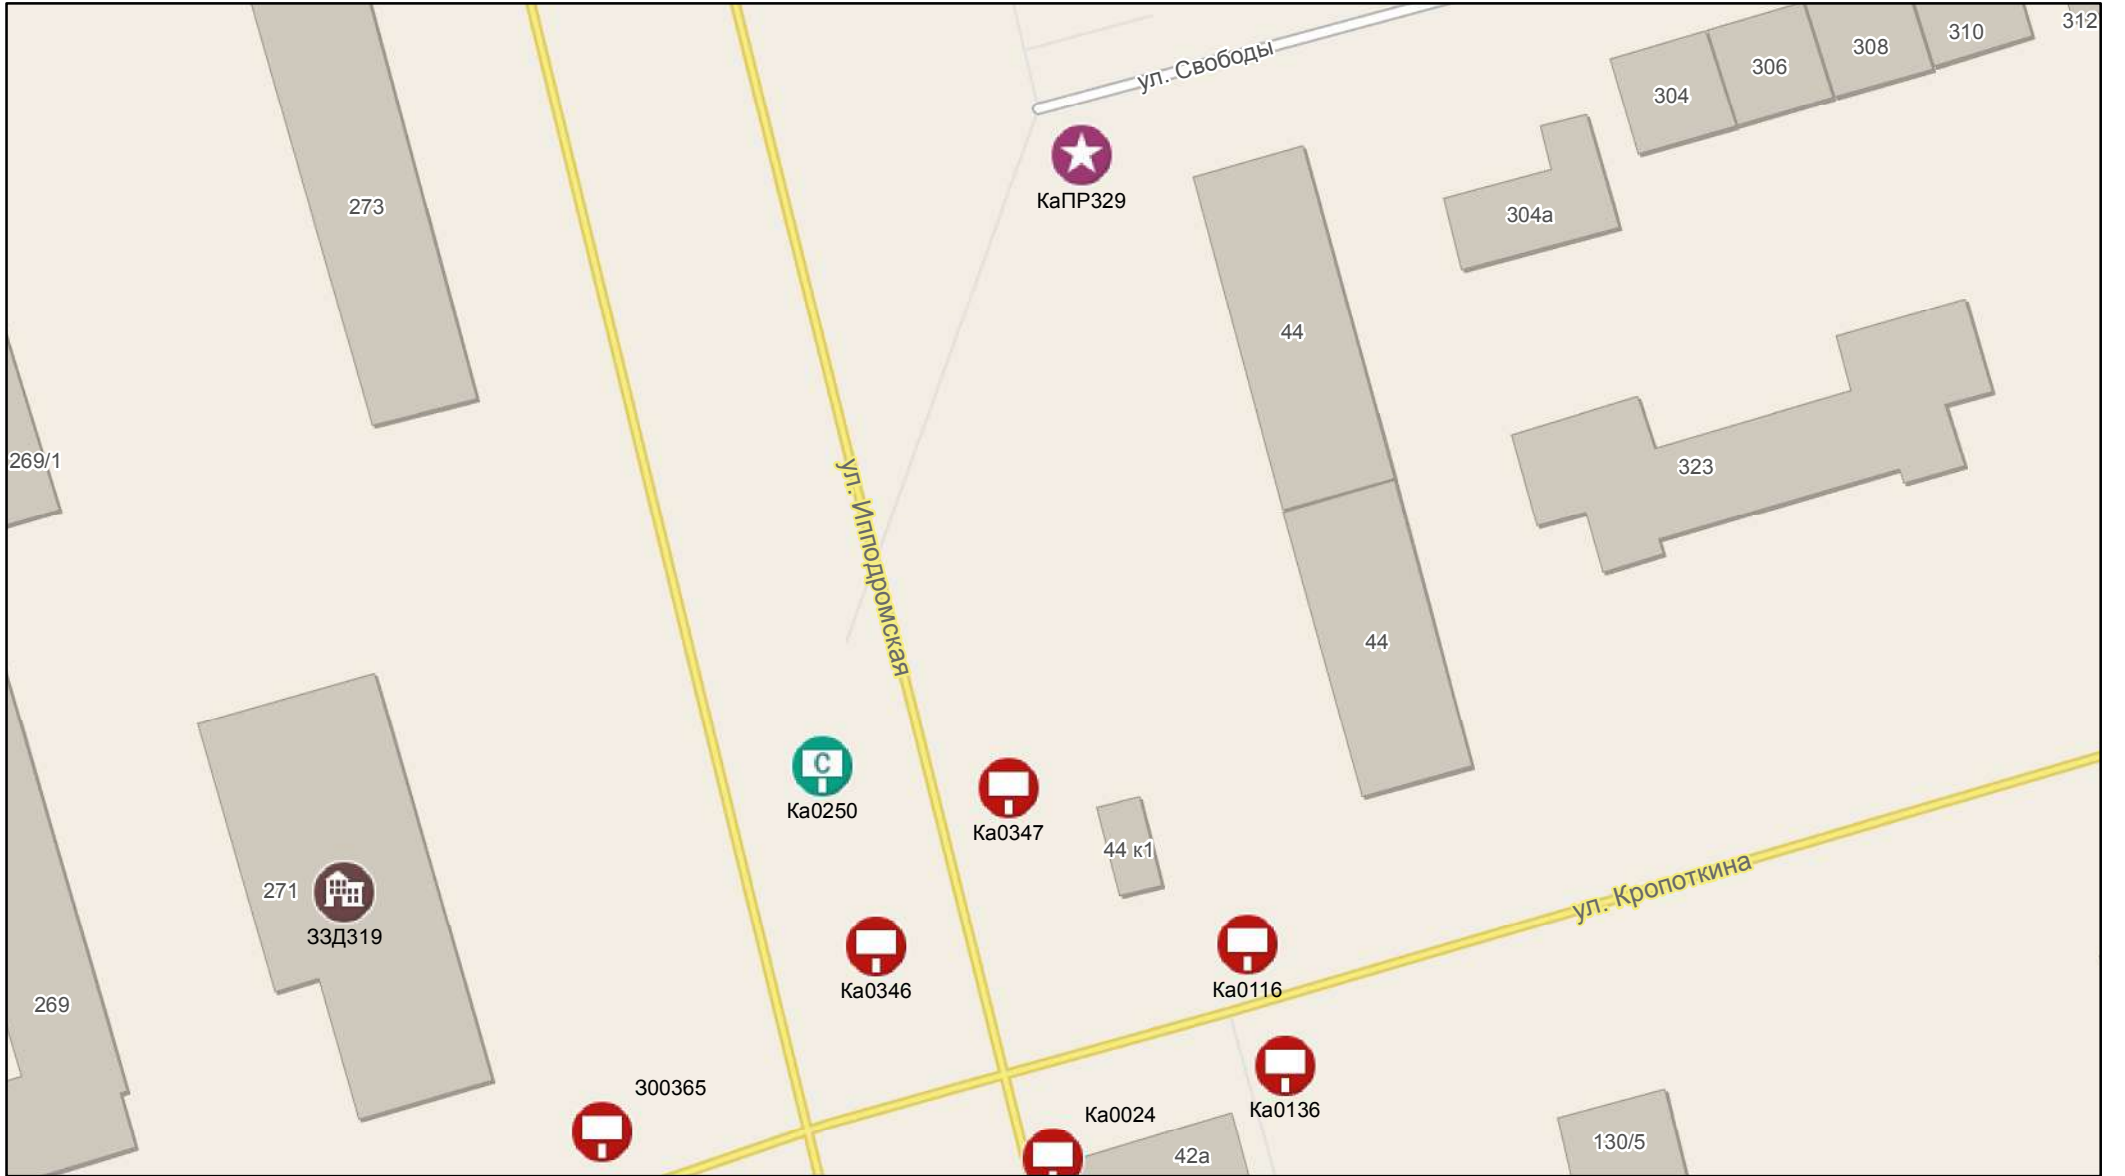 312
310
308
306
304
ул. Свободы
КаПР329
273
304а
44
269/1
323
ул. Ипподромская
44
С
Ка0250
Ка0347
44 к1
ул. Кропоткина
271
ЗЗД319
Ка0346
Ка0116
269
З00365
Ка0024
Ка0136
130/5
42а